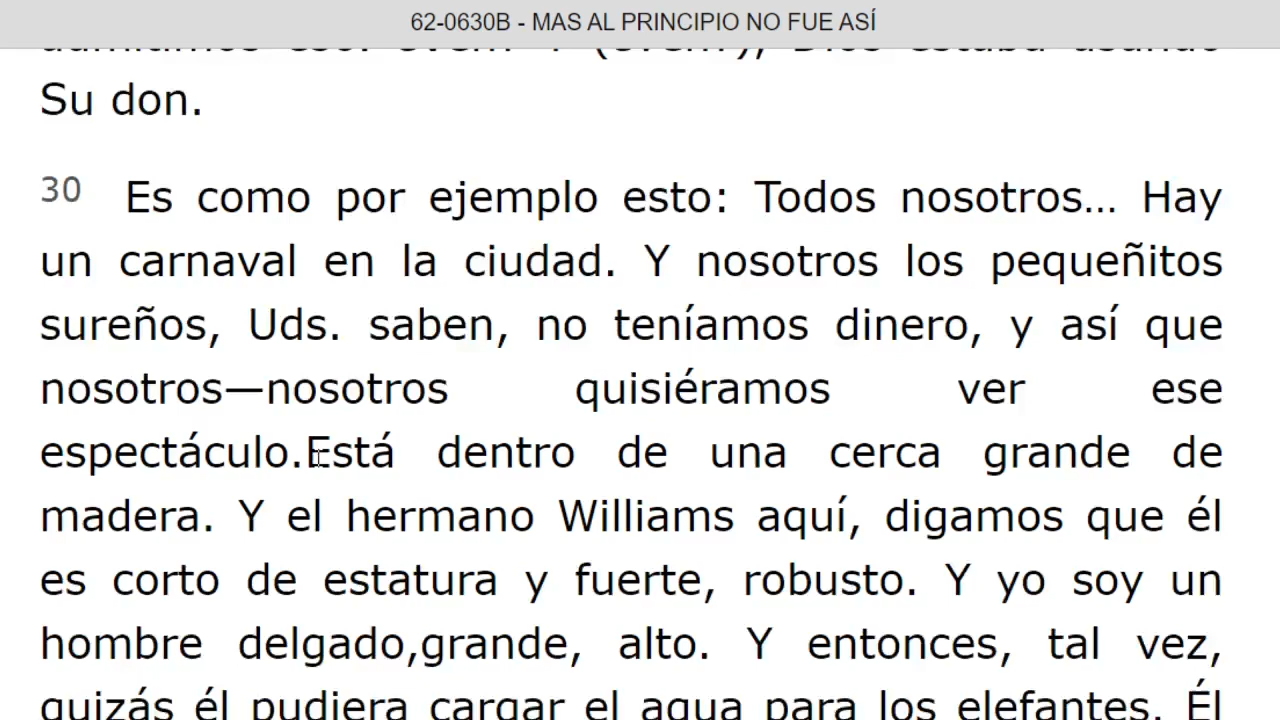 62-0630B - MAS AL PRINCIPIO NO FUE ASÍ
Su don.
30 Es como por ejemplo esto: Todos nosotros… Hay
un carnaval en la ciudad. Y nosotros los pequeñitos
sureños, Uds. saben, no teníamos dinero, y así que
nosotros—nosotros quisiéramos ver ese
espectáculo.Está dentro de una cerca grande de
madera. Y el hermano Williams aquí, digamos que él
es corto de estatura y fuerte, robusto. Y yo soy un
hombre delgado,grande, alto. Y entonces, tal vez,
quizás él pudiera cargar el agua para los elefantes. Él